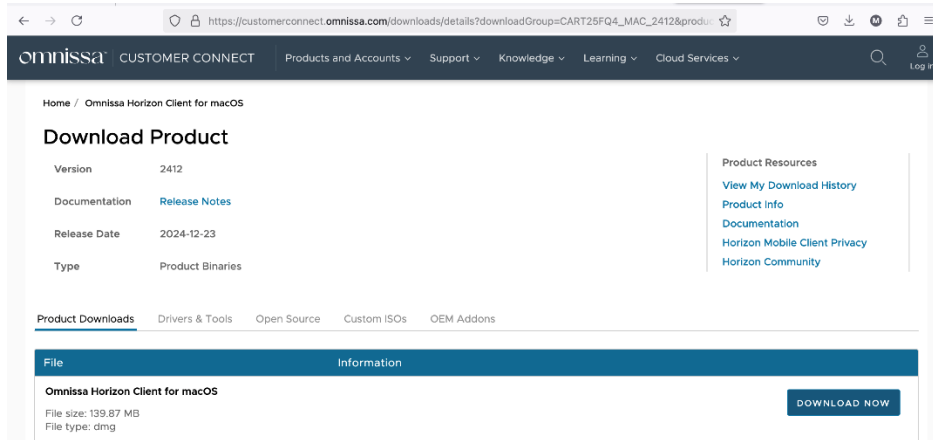 https://customerconnect.omnissa.com/downloads/details?downloadGroup=CART25FQ4_MAC_2412&produc
omnissa CUSTOMER CONNECT Products and Accounts Support Knowledge Learning Cloud Services Log in
Home / Omnissa Horizon Client for macOS
Download Product
Version 2412
Documentation Release Notes
Release Date 2024-12-23
Type Product Binaries
Product Resources
View My Download History
Product Info
Documentation
Horizon Mobile Client Privacy
Horizon Community
Product Downloads Drivers & Tools Open Source Custom ISOs OEM Addons
File Information
Omnissa Horizon Client for macOS
File size: 139.87 MB
File type: dmg
DOWNLOAD NOW